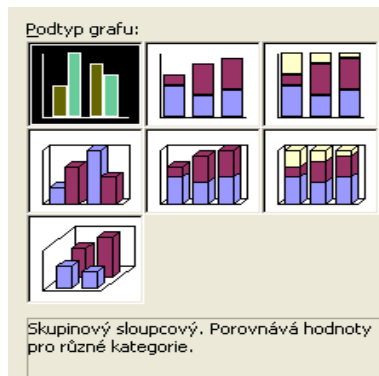 Podtyp grafu:
Skupinový sloupcový. Porovnává hodnoty
pro různé kategorie.